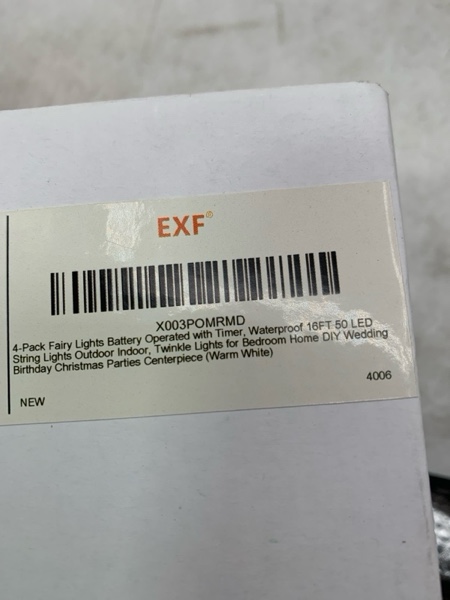 EXF®
X003POMRMD
4-Pack Fairy Lights Battery Operated with Timer, Waterproof 16FT 50 LED
String Lights Outdoor Indoor, Twinkle Lights for Bedroom Home DIY Wedding
Birthday Christmas Parties Centerpiece (Warm White)
NEW
4006